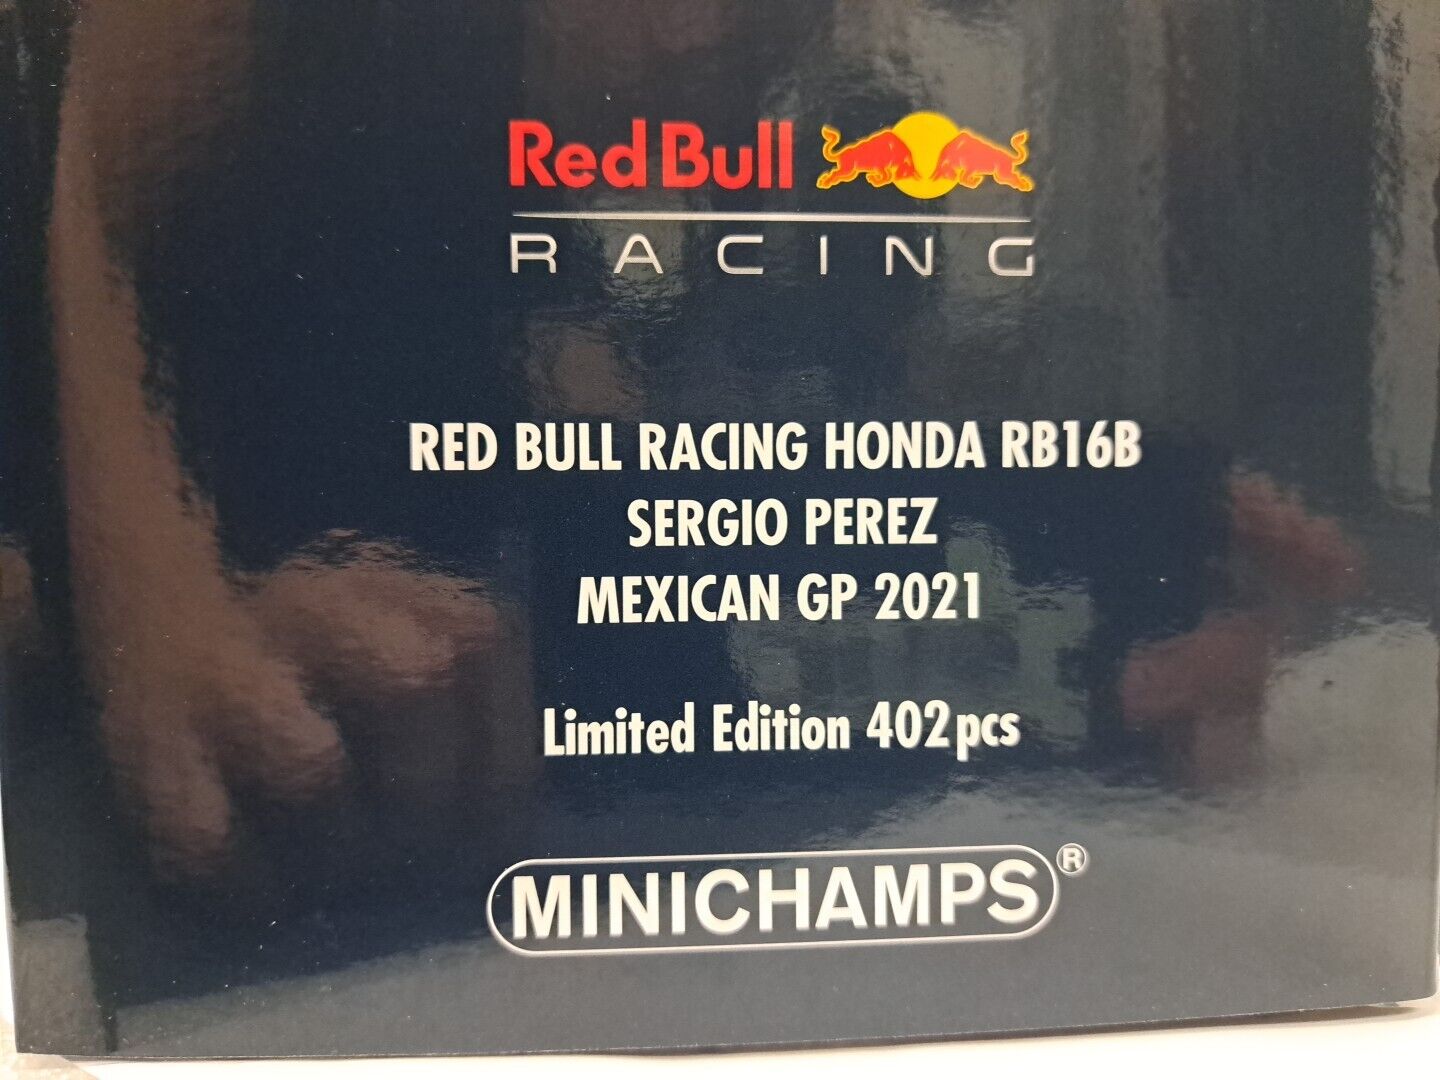 Red Bull
RACING
RED BULL RACING HONDA RB16B
SERGIO PEREZ
MEXICAN GP 2021
Limited Edition 402pcs
MINICHAMPS®